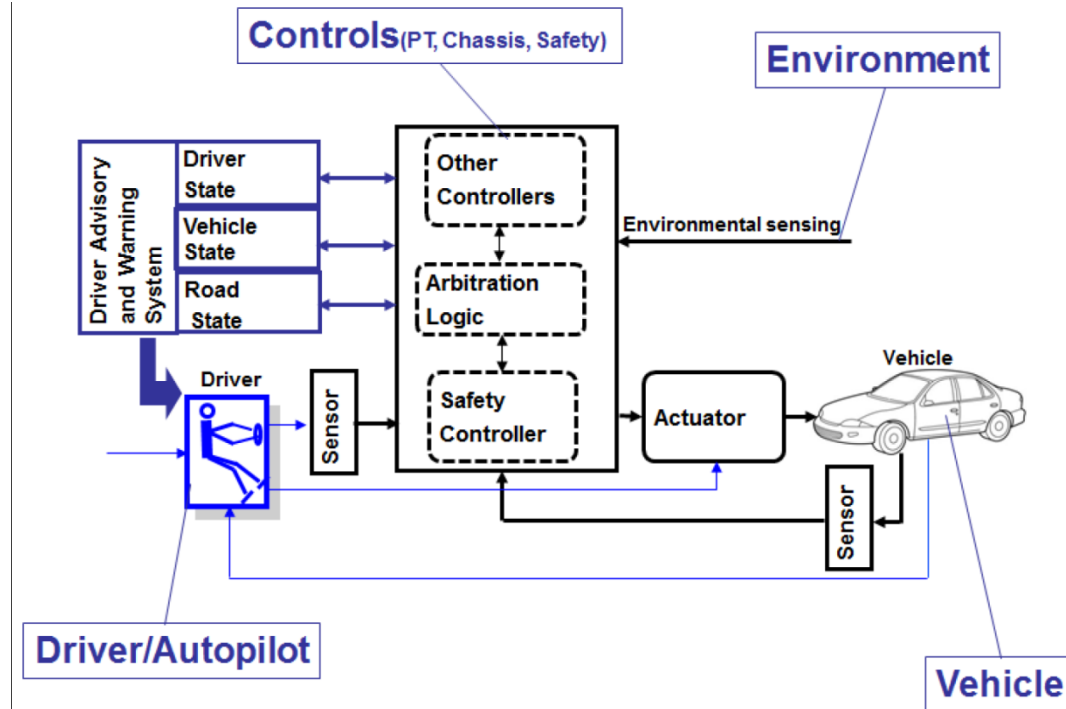 Controls(PT, Chassis, Safety)
Environment
Driver Advisory
and Warning
System
Driver
State
Vehicle
State
Road
State
Other
Controllers
Arbitration
Logic
Safety
Controller
Environmental sensing
Driver
Sensor
Actuator
Vehicle
Sensor
Driver/Autopilot
Vehicle